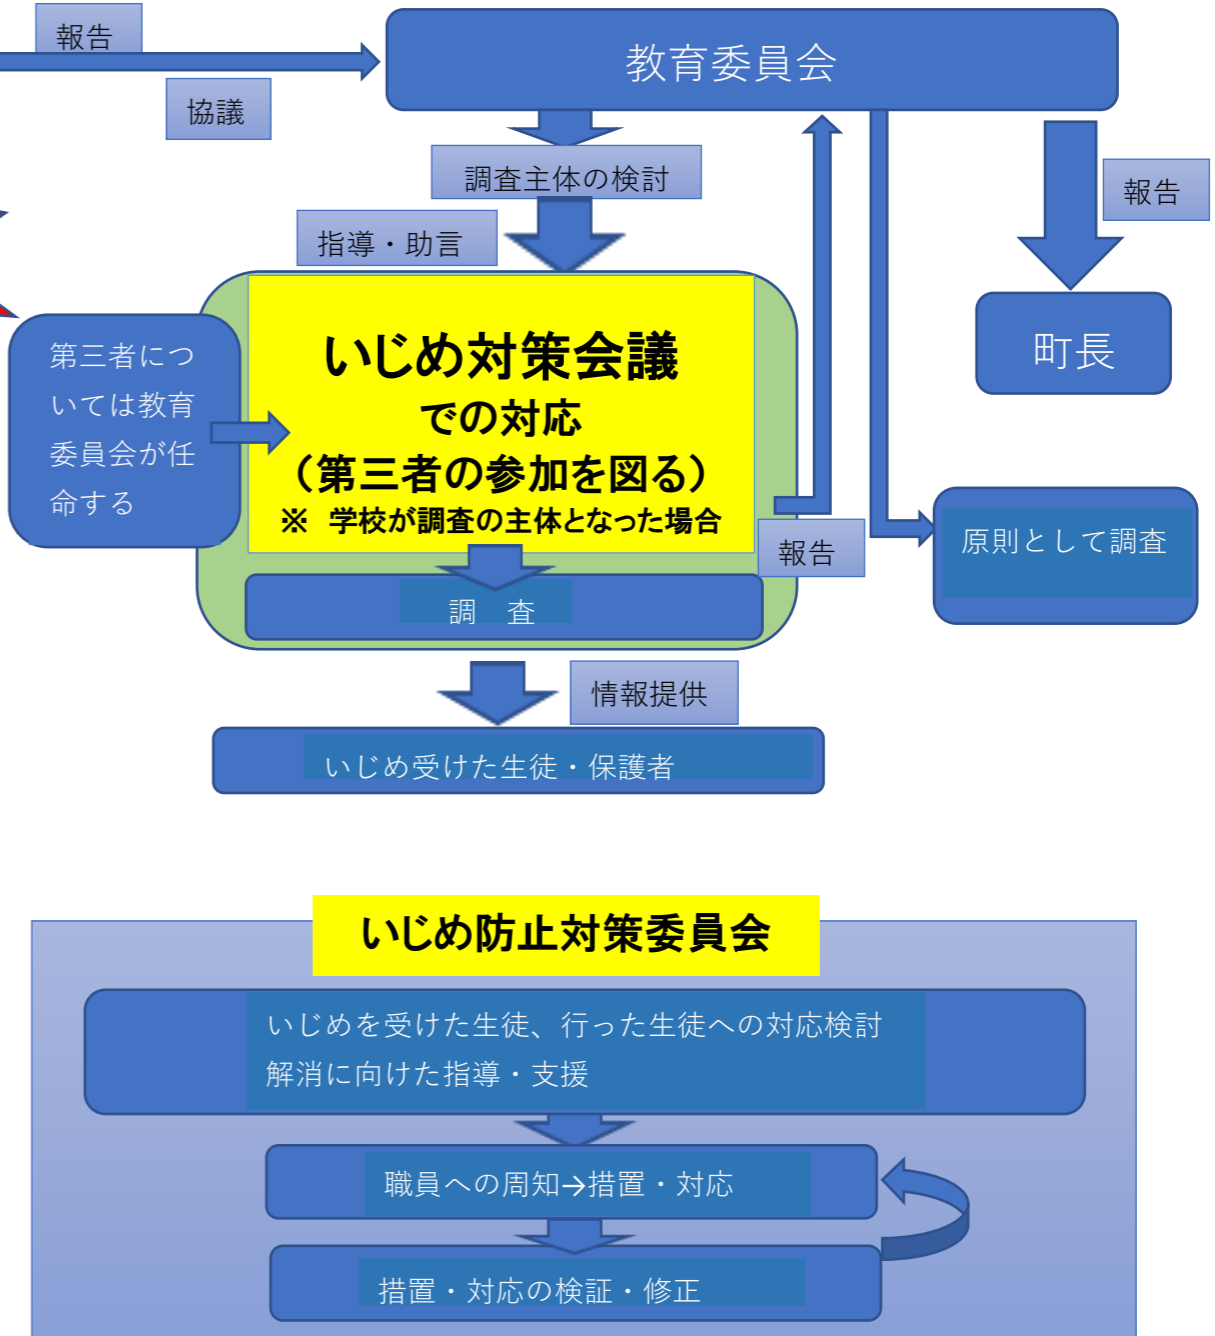 報告
教育委員会
協議
調査主体の検討
報告
指導・助言
いじめ対策会議
での対応
（第三者の参加を図る）
※ 学校が調査の主体となった場合
第三者につ
いては教育
委員会が任
命する
町長
報告
原則として調査
調 査
情報提供
いじめ受けた生徒・保護者
いじめ防止対策委員会
いじめを受けた生徒、行った生徒への対応検討
解消に向けた指導・支援
職員への周知→措置・対応
措置・対応の検証・修正